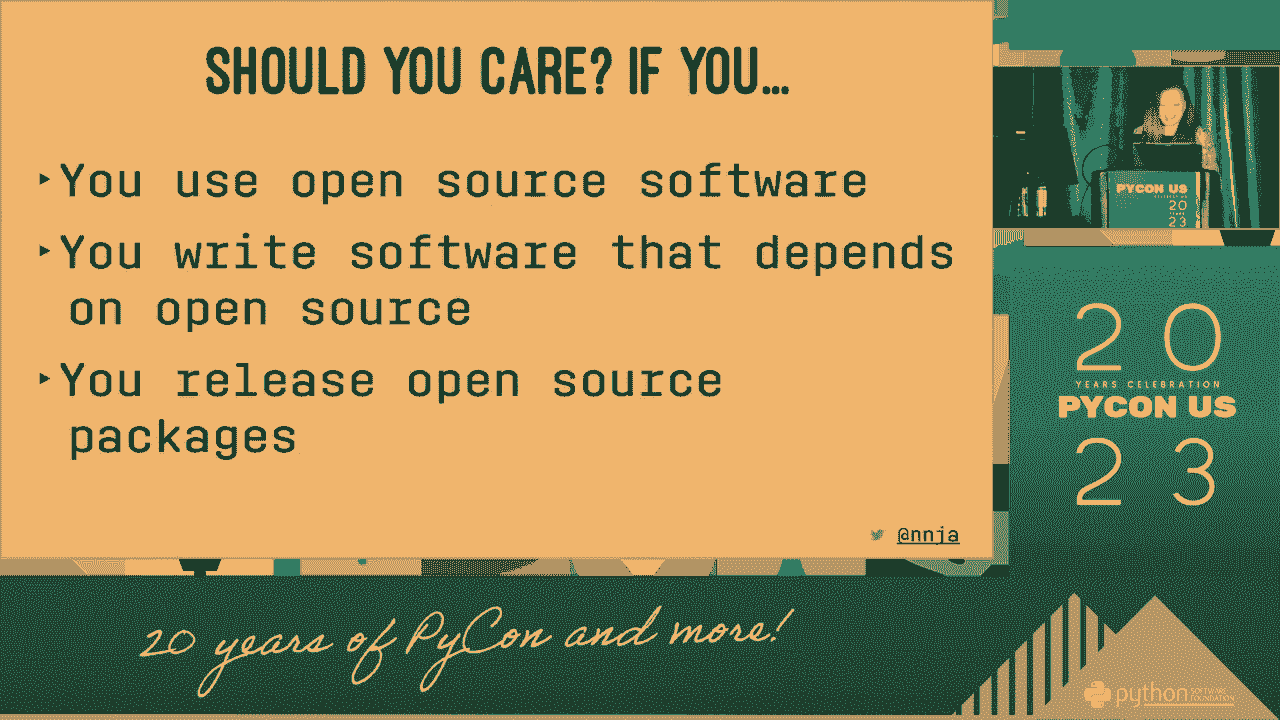 SHOULD YOU CARE? IF YOU...
‣You use open source software
‣You write software that depends
on open source
‣You release open source
packages
@nnja
PYCON US
20
23
20
YEARS CELEBRATION
PYCON US
23
20 years of PyCon and more!
python SOFTWARE
FOUNDATION